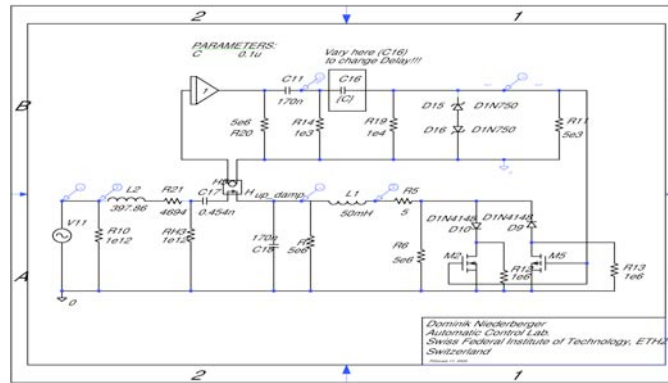 2 1
PARAMETERS:
C 0.1u
Vary here (C16)
to change Delay!!!
B
C11
170n
C16
(C)
1
5e6
R20
R14
1e3
R19
1e4
D15
D1N750
D16
D1N750
R11
5e3
H
up_damp
L2
397.86
R21
4694
C17
0.454n
L1
50mH
R5
5
V11
R10
1e12
RH3
1e12
170n
C18
R
5e6
R6
5e6
D1N4148
D10
D1N4148
D9
M2
M5
R12
1e6
R13
1e6
A
0
Dominik Niederberger
Automatic Control Lab.
Swiss Federal Institute of Technology, ETHZ
Switzerland
2 1